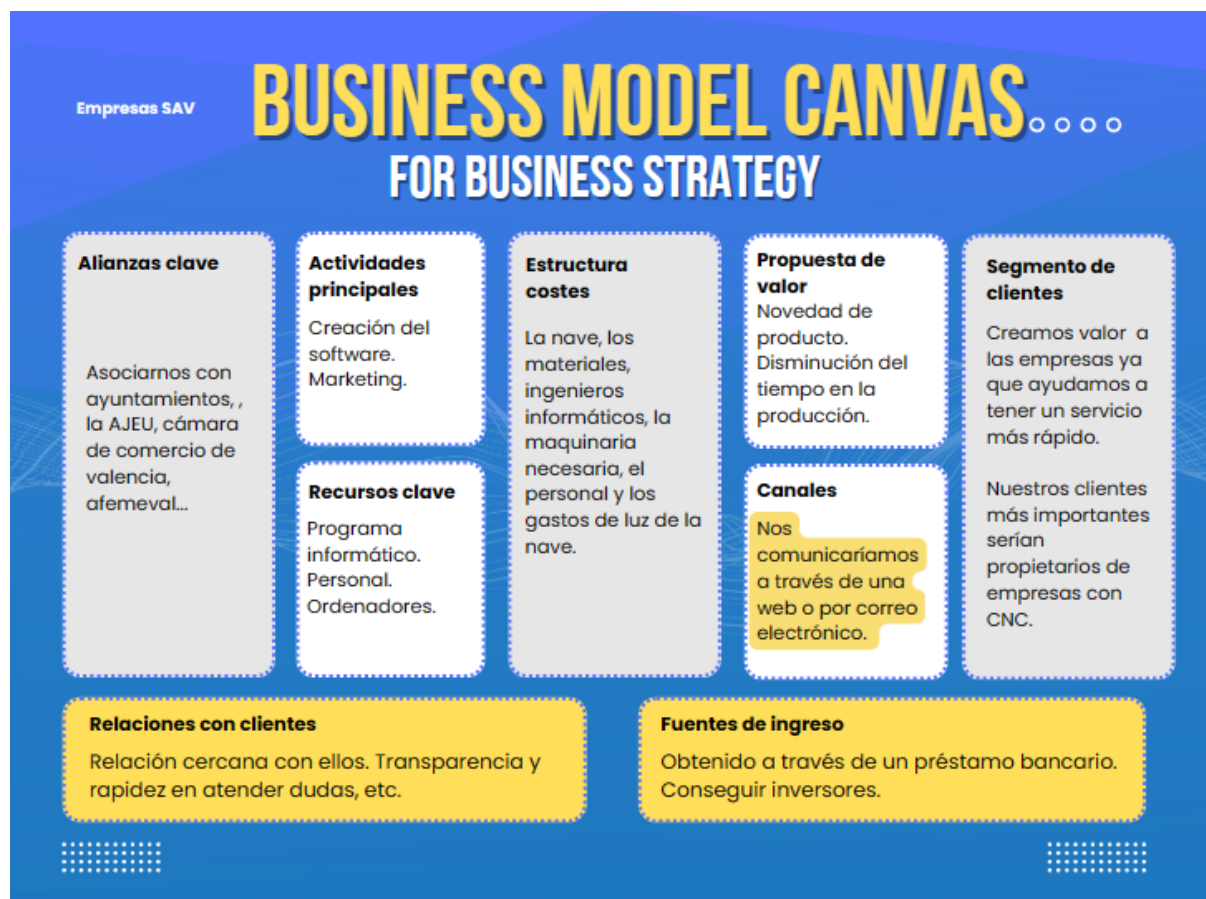 Empresas SAV
BUSINESS MODEL CANVAS....
FOR BUSINESS STRATEGY
Alianzas clave
Asociarnos con
ayuntamientos, ,
la AJEU, cámara
de comercio de
valencia,
afemeval...
Actividades
principales
Creación del
software.
Marketing.
Recursos clave
Programa
informático.
Personal.
Ordenadores.
Estructura
costes
La nave, los
materiales,
ingenieros
informáticos, la
maquinaria
necesaria, el
personal y los
gastos de luz de la
nave.
Propuesta de
valor
Novedad de
producto.
Disminución del
tiempo en la
producción.
Canales
Nos
comunicaríamos
a través de una
web o por correo
electrónico.
Segmento de
clientes
Creamos valor  a
las empresas ya
que ayudamos a
tener un servicio
más rápido.
Nuestros clientes
más importantes
serían
propietarios de
empresas con
CNC.
Relaciones con clientes
Relación cercana con ellos. Transparencia y
rapidez en atender dudas, etc.
Fuentes de ingreso
Obtenido a través de un préstamo bancario.
Conseguir inversores.